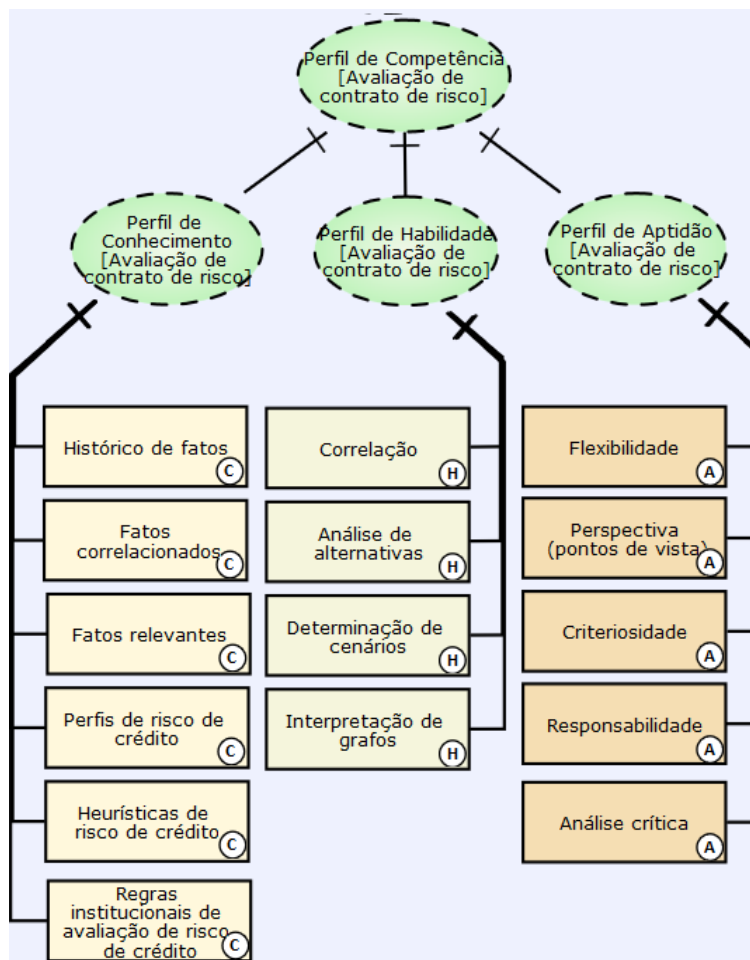 Perfil de Competência
[Avaliação de
contrato de risco]
Perfil de
Conhecimento
[Avaliação de
contrato de risco]
Perfil de Habilidade
[Avaliação de
contrato de risco]
Perfil de Aptidão
[Avaliação de
contrato de risco]
Histórico de fatos
C
Fatos
correlacionados
C
Fatos relevantes
C
Perfis de risco de
crédito
C
Heurísticas de
risco de crédito
C
Regras
institucionais de
avaliação de risco
de crédito
C
Correlação
H
Análise de
alternativas
H
Determinação de
cenários
H
Interpretação de
grafos
H
Flexibilidade
A
Perspectiva
(pontos de vista)
A
Criteriosidade
A
Responsabilidade
A
Análise crítica
A